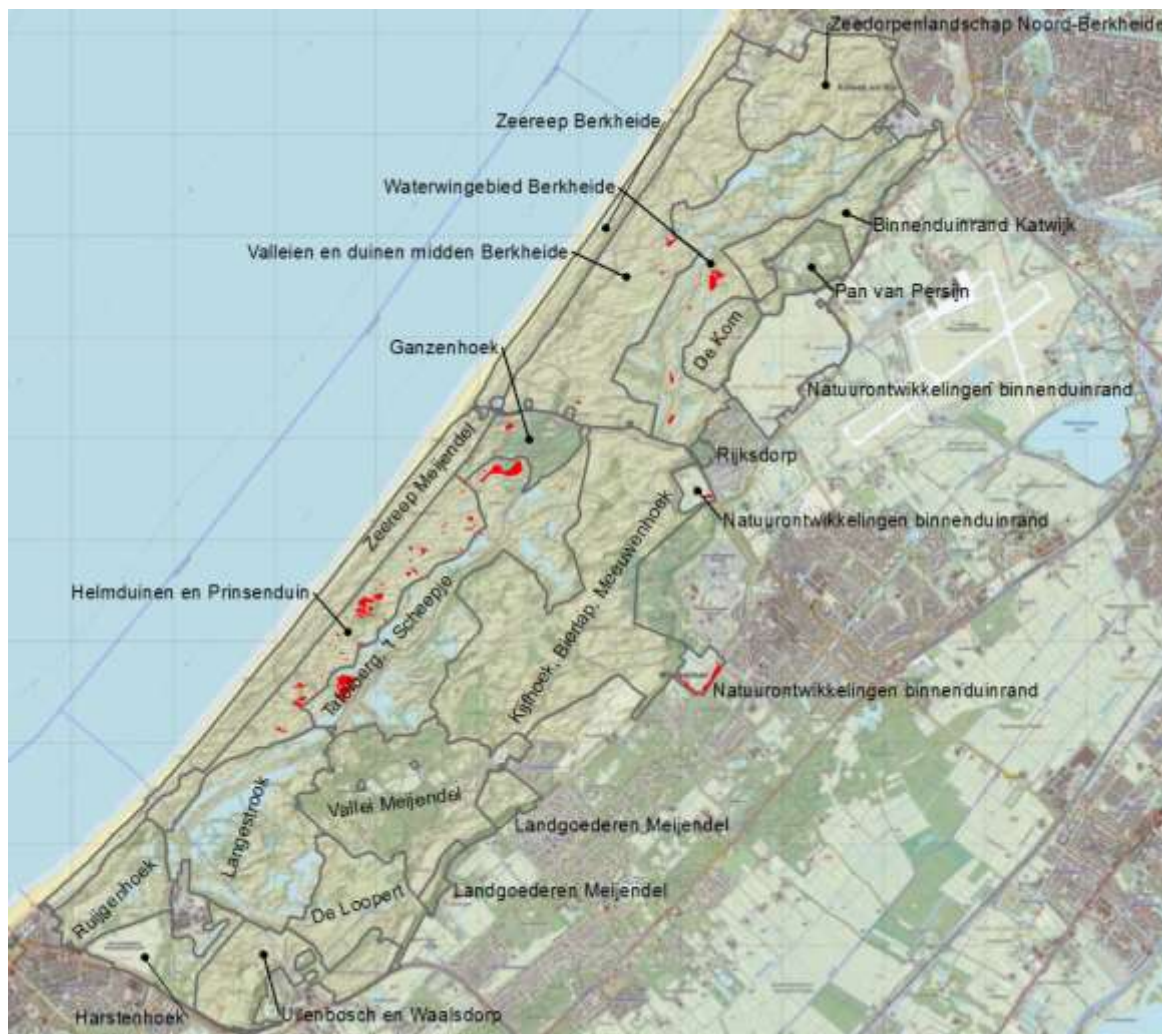 Zeedorpenlandschap Noord-Berkheide
Zeereep Berkheide
Waterwingebied Berkheide
Binnenduinrand Katwijk
Valleien en duinen midden Berkheide
Pan van Persijn
De Kom
Ganzenhoek
Natuurontwikkelingen binnenduinrand
Rijksdorp
Zeereep Meijendel
Natuurontwikkelingen binnenduinrand
Kijfhoek, Bierlap, Meeuwenhoek
Helmduinen en Prinsenduin
Tafelberg, 't Scheepje
Natuurontwikkelingen binnenduinrand
Vallei Meijendel
Langestrook
Landgoederen Meijendel
Ruijgenhoek
De Loopert
Landgoederen Meijendel
Harstenhoek
Uilenbosch en Waalsdorp